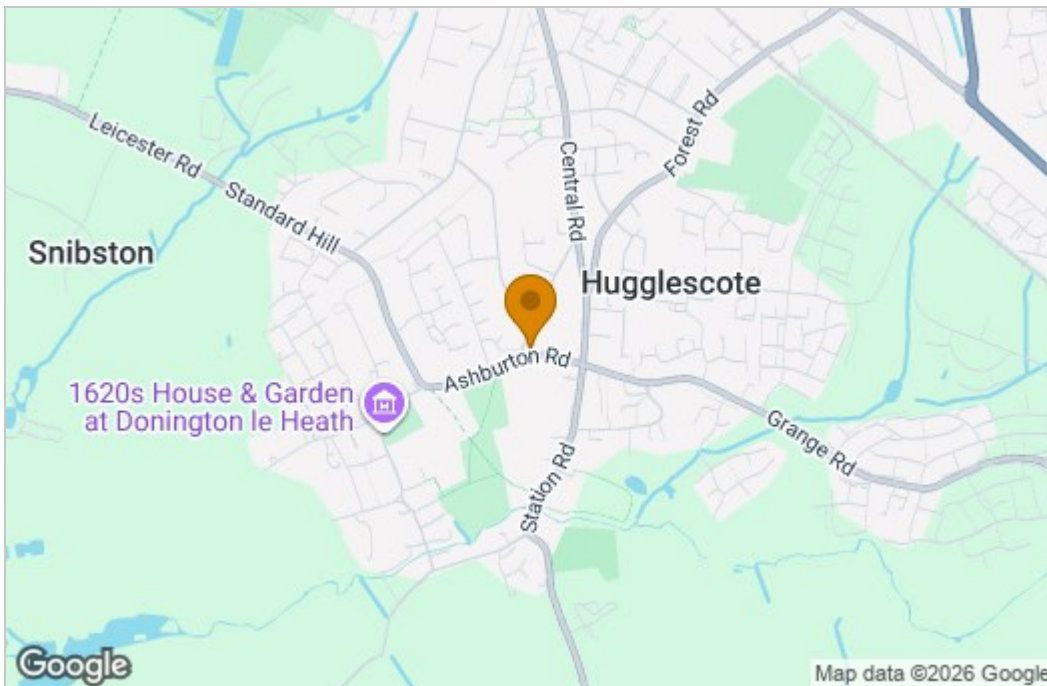 Leicester Rd
Standard Hill
Snibston
Central Rd
Forest Rd
Hugglescote
Ashburton Rd
1620s House & Garden
at Donington le Heath
Grange Rd
Station Rd
Google
Map data ©2026 Google